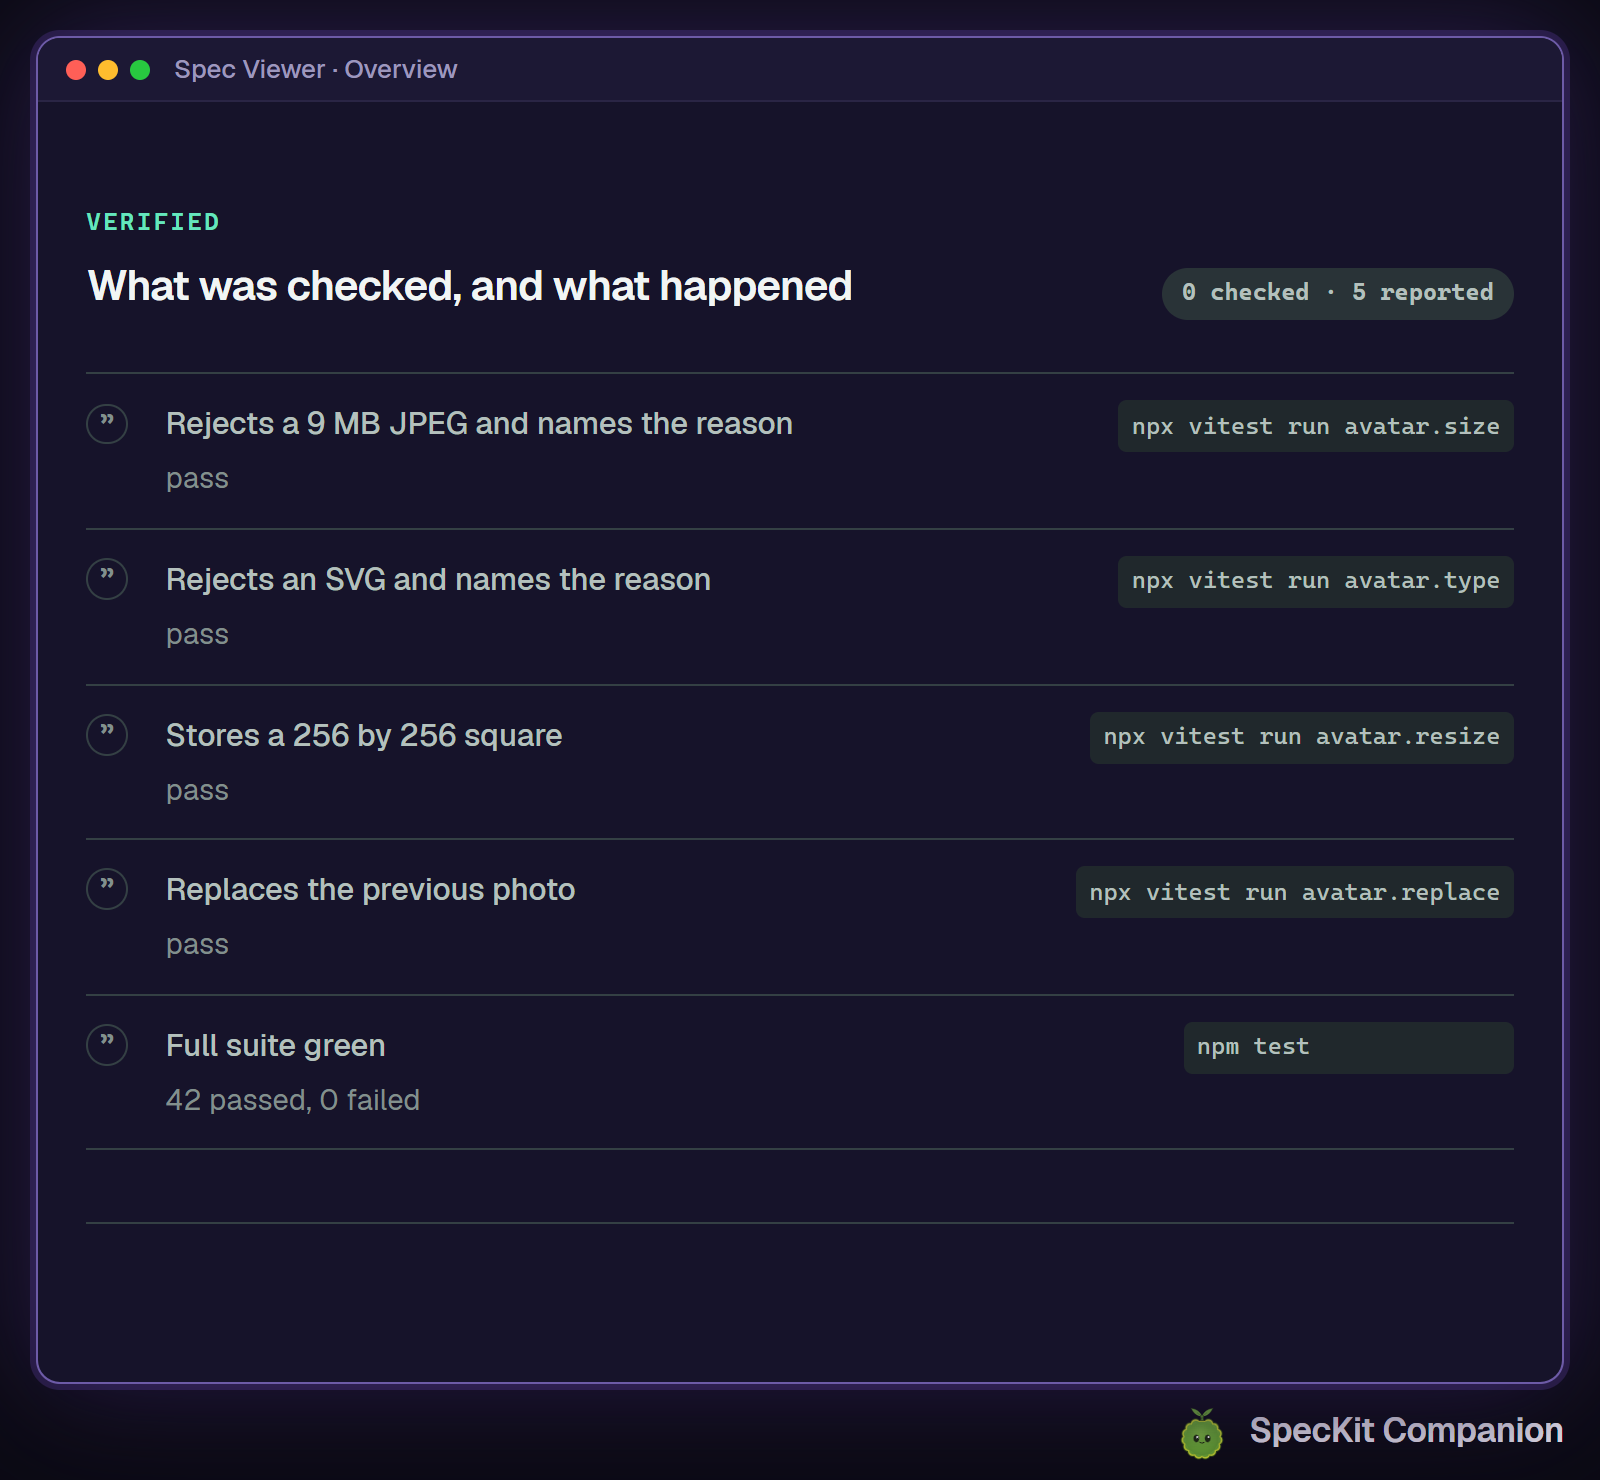 Spec Viewer · Overview
VERIFIED
What was checked, and what happened
0 checked · 5 reported
” Rejects a 9 MB JPEG and names the reason
npx vitest run avatar.size
pass
” Rejects an SVG and names the reason
npx vitest run avatar.type
pass
” Stores a 256 by 256 square
npx vitest run avatar.resize
pass
” Replaces the previous photo
npx vitest run avatar.replace
pass
” Full suite green
npm test
42 passed, 0 failed
SpecKit Companion